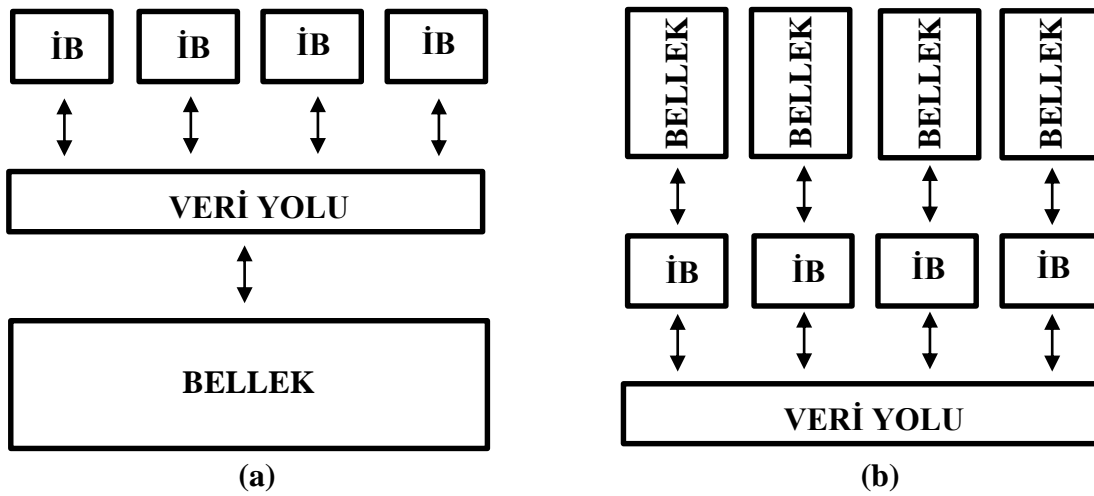 İB İB İB İB
VERİ YOLU
BELLEK
(a)
BELLEK BELLEK BELLEK BELLEK
İB İB İB İB
VERİ YOLU
(b)